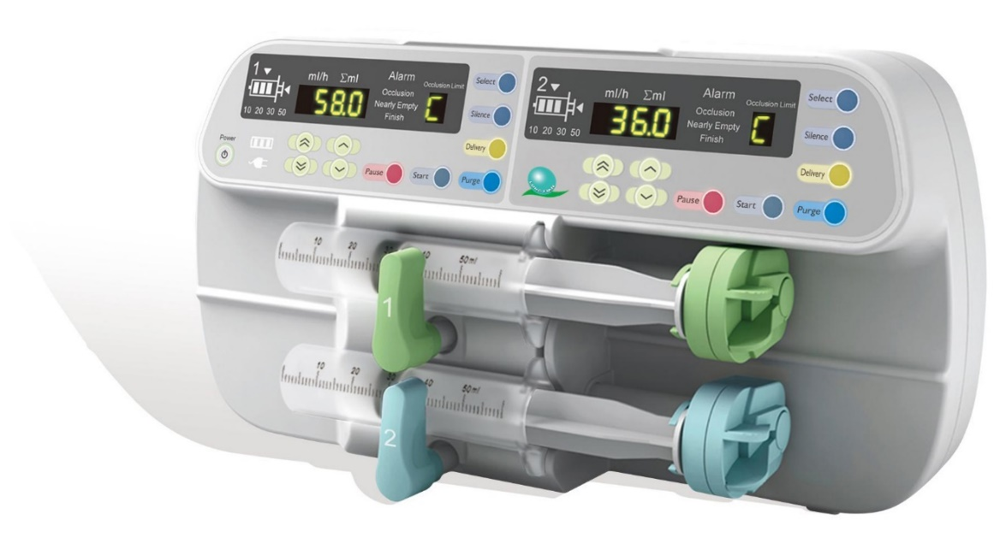 1
ml/h Σml
Alarm
Occlusion
Nearly Empty
Finish
Occlusion Limit
58.0
C
10 20 30 50
Select
Silence
Delivery
Power
Pause
Start
Purge
2
ml/h Σml
Alarm
Occlusion
Nearly Empty
Finish
Occlusion Limit
36.0
C
10 20 30 50
Select
Silence
Delivery
Pause
Start
Purge
10 20 30 40 50ml
1
10 20 30 40 50ml
2